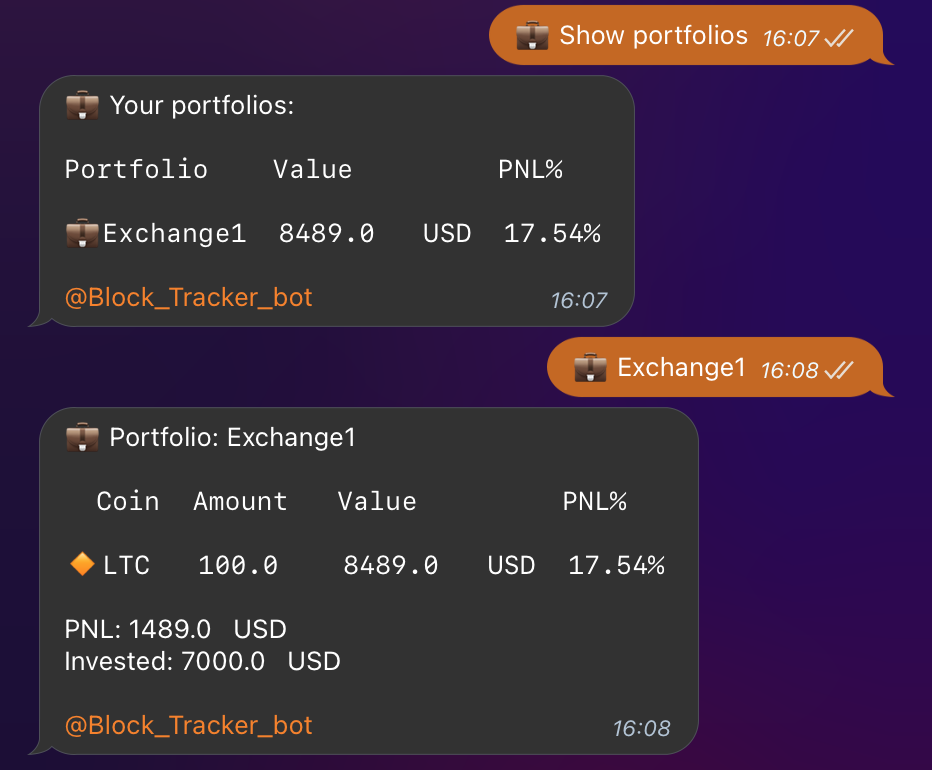 💼 Show portfolios 16:07
💼 Your portfolios:
Portfolio Value PNL%
💼Exchange1 8489.0 USD 17.54%
@Block_Tracker_bot 16:07
💼 Exchange1 16:08
💼 Portfolio: Exchange1
Coin Amount Value PNL%
🔶LTC 100.0 8489.0 USD 17.54%
PNL: 1489.0 USD
Invested: 7000.0 USD
@Block_Tracker_bot 16:08